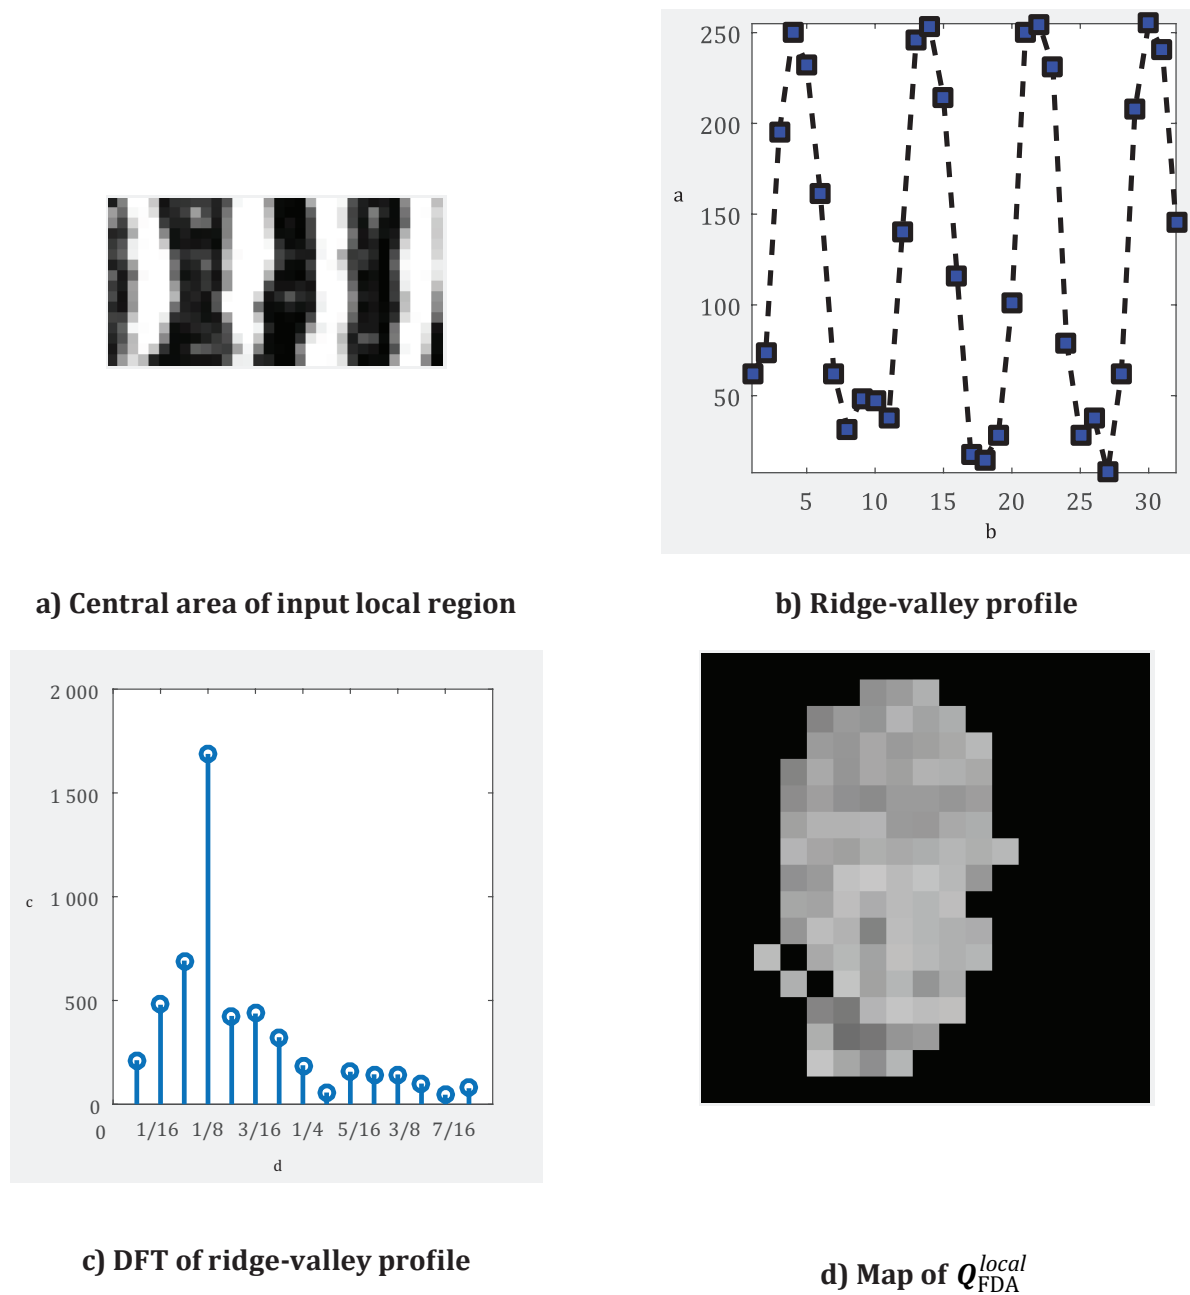 250
200
150
100
50
a
5 10 15 20 25 30
b
a) Central area of input local region
b) Ridge-valley profile
2 000
1 500
1 000
500
0
c
0 1/16 1/8 3/16 1/4 5/16 3/8 7/16
d
c) DFT of ridge-valley profile
d) Map of Q_FDA^local